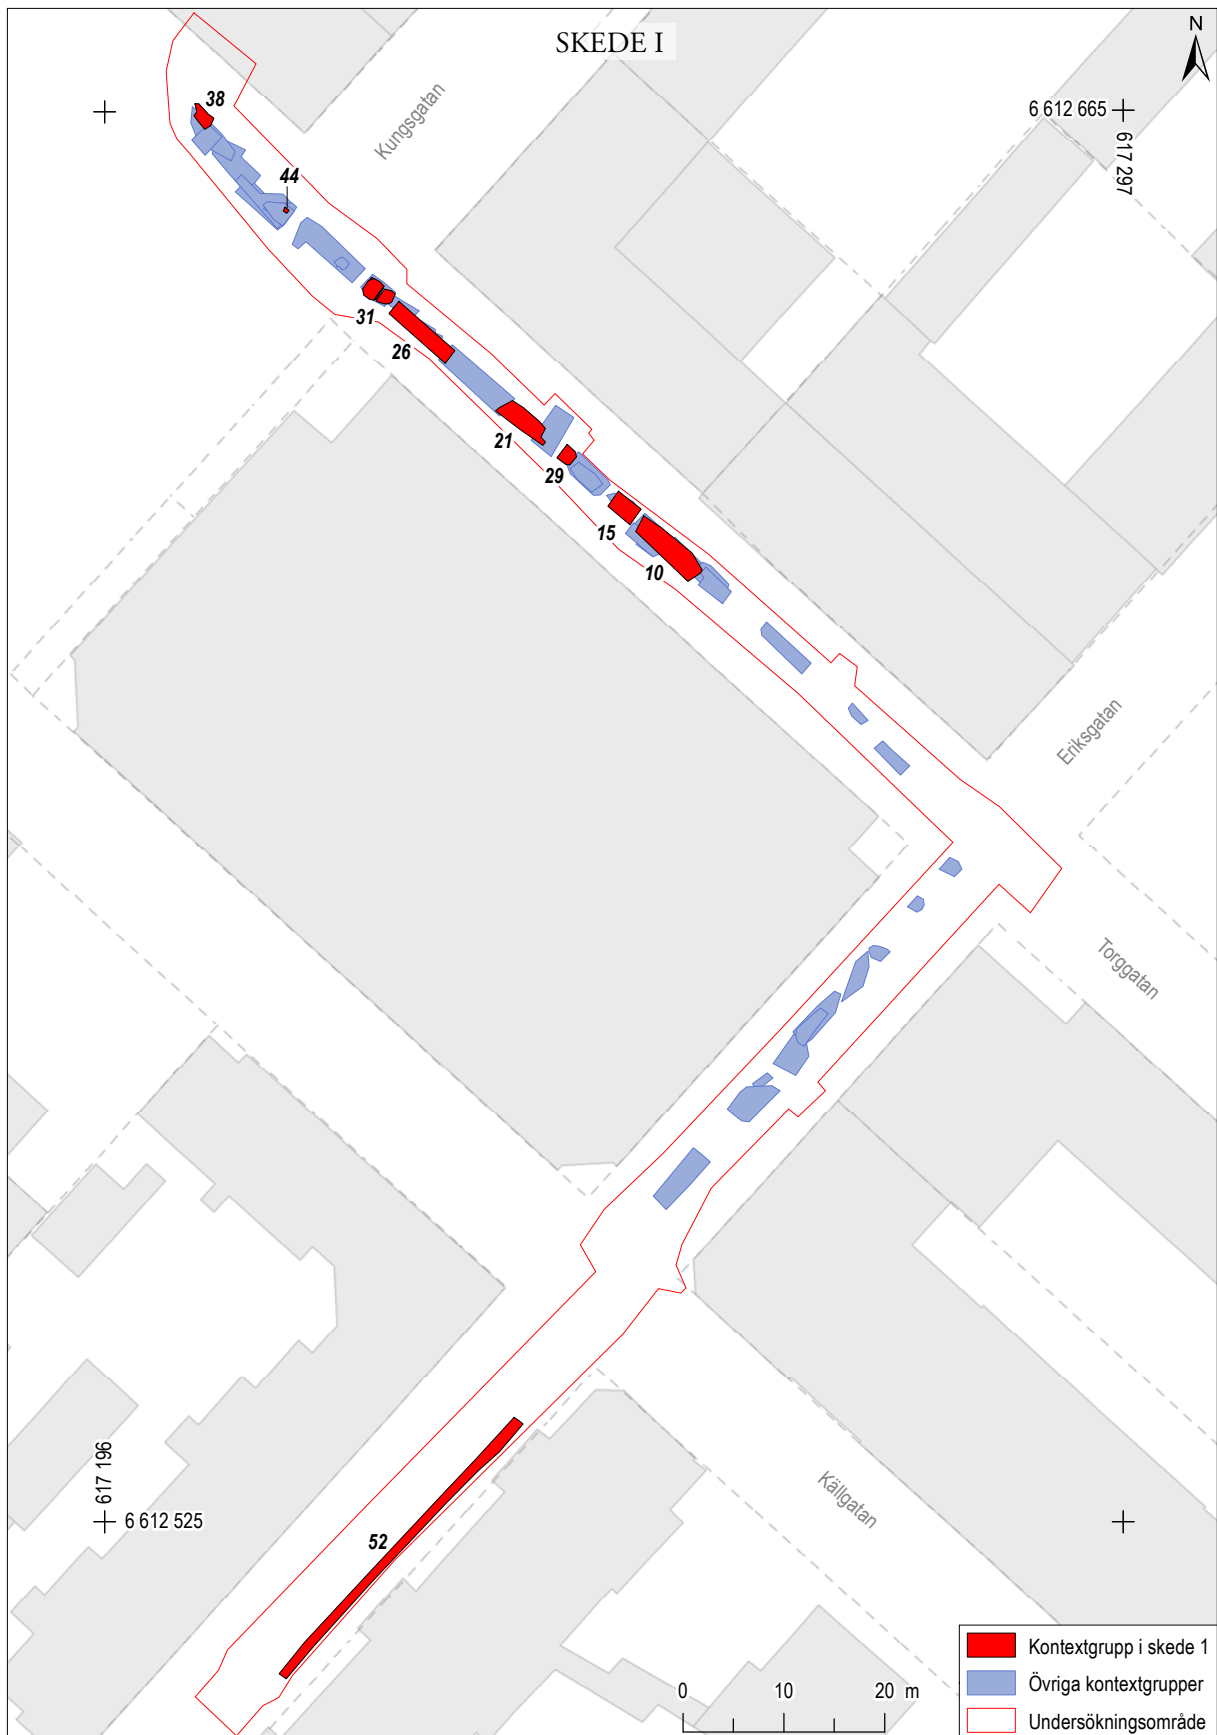 SKEDE I
N
38
Kungsgatan
6 612 665
617 297
44
31
26
21
29
15
10
Eriksgatan
Torggatan
617 196
6 612 525
Källgatan
52
Kontextgrupp i skede 1
Övriga kontextgrupper
Undersökningsområde
0 10 20 m